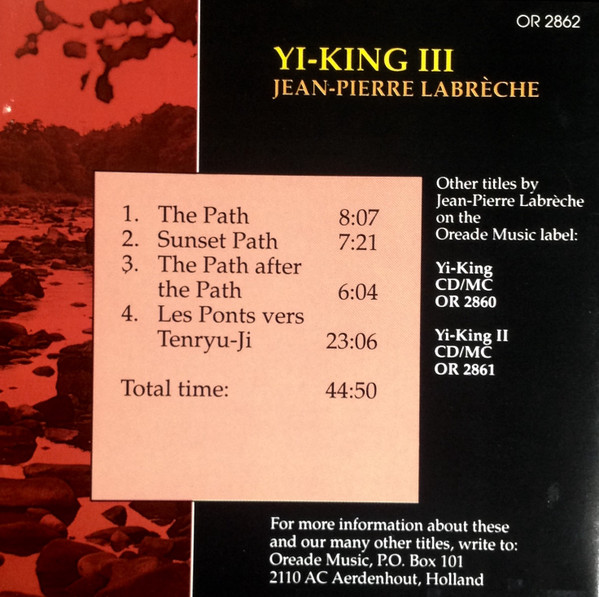 OR 2862
YI-KING III
JEAN-PIERRE LABRÈCHE
1. The Path 8:07
2. Sunset Path 7:21
3. The Path after
the Path 6:04
4. Les Ponts vers
Tenryu-Ji 23:06
Total time: 44:50
Other titles by
Jean-Pierre Labrèche
on the
Oreade Music label:
Yi-King
CD/MC
OR 2860
Yi-King II
CD/MC
OR 2861
For more information about these
and our many other titles, write to:
Oreade Music, P.O. Box 101
2110 AC Aerdenhout, Holland